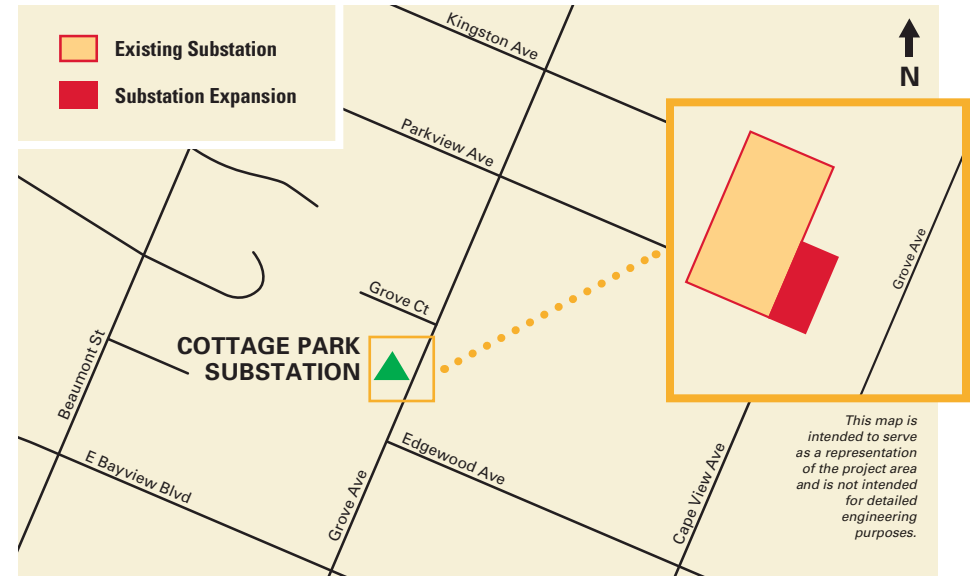 Existing Substation
Substation Expansion
Kingston Ave
N
Parkview Ave
Grove Ave
Grove Ct
COTTAGE PARK
SUBSTATION
Beaumont St
E Bayview Blvd
Grove Ave
Edgewood Ave
Cape View Ave
This map is
intended to serve
as a representation
of the project area
and is not intended
for detailed
engineering
purposes.